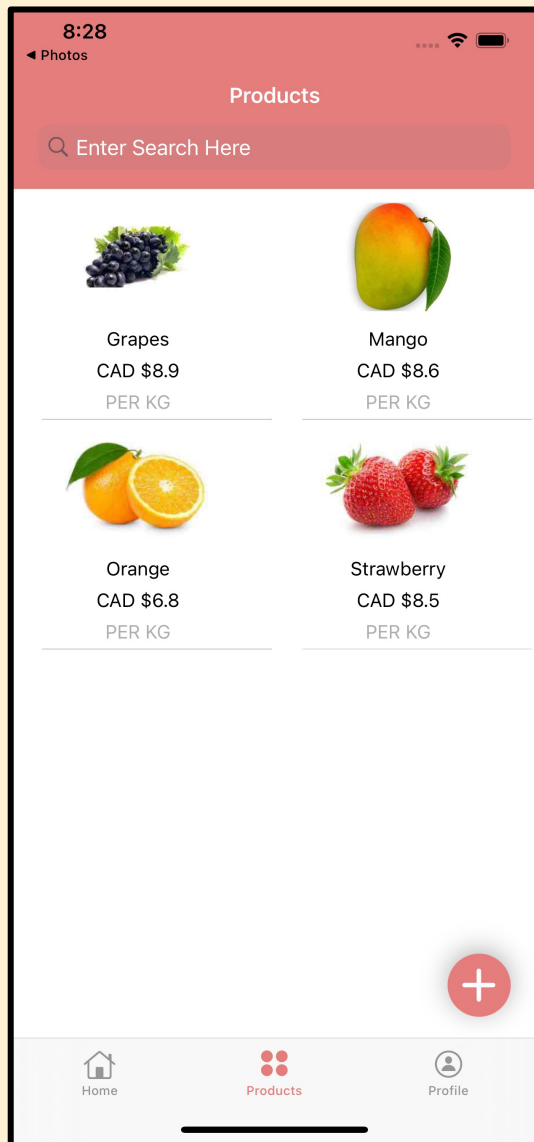 8:28
◀ Photos
Products
Enter Search Here
Grapes
CAD $8.9
PER KG
Mango
CAD $8.6
PER KG
Orange
CAD $6.8
PER KG
Strawberry
CAD $8.5
PER KG
Home
Products
Profile